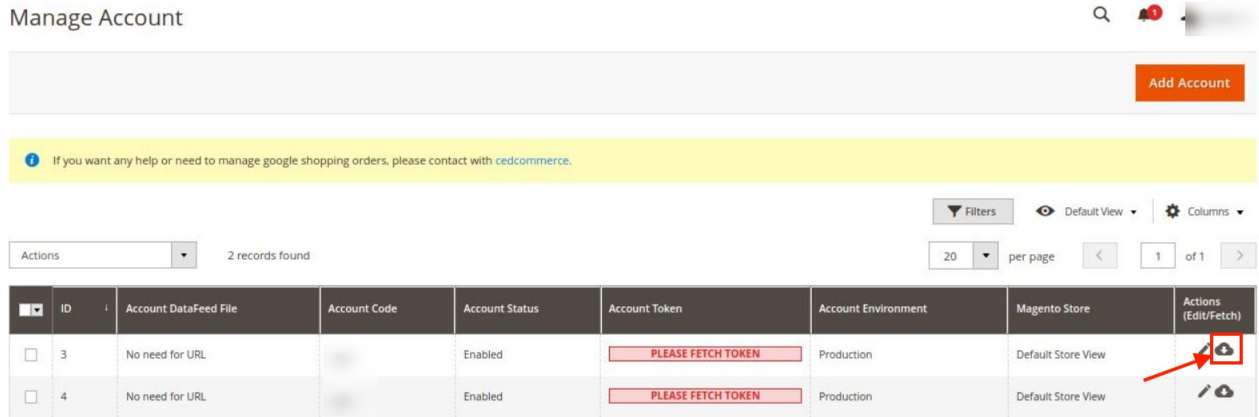 Manage Account
1
Add Account
If you want any help or need to manage google shopping orders, please contact with cedcommerce.
Filters Default View Columns
Actions 2 records found 20 per page 1 of 1
ID Account DataFeed File Account Code Account Status Account Token Account Environment Magento Store Actions (Edit/Fetch)
3 No need for URL Enabled PLEASE FETCH TOKEN Production Default Store View
4 No need for URL Enabled PLEASE FETCH TOKEN Production Default Store View